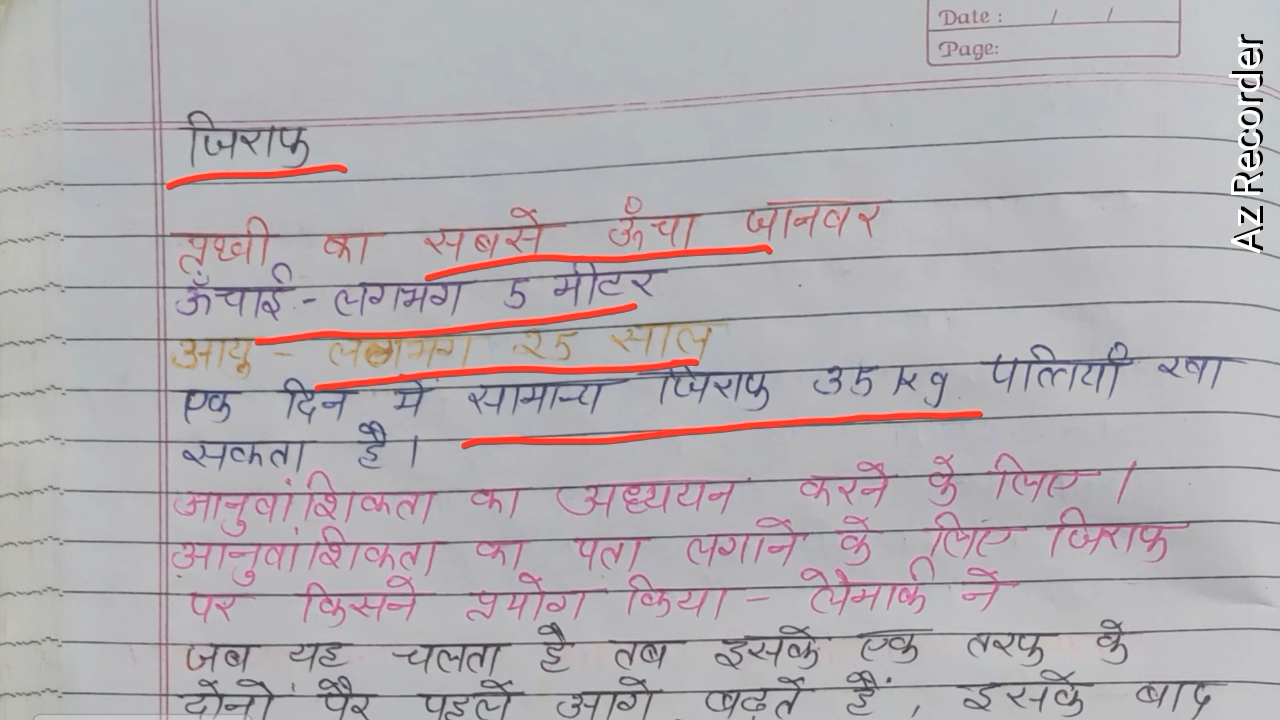 Date : / /
Page:
Az Recorder
जिराफ
पृथ्वी का सबसे ऊँचा जानवर
ऊँचाई - लगभग 5 मीटर
आयु - लगभग 25 साल
एक दिन में सामान्य जिराफ 35 kg पत्तियाँ खा
सकता है।
आनुवांशिकता का अध्ययन करने के लिए।
आनुवांशिकता का पता लगाने के लिए जिराफ
पर किसने प्रयोग किया - लैमार्क ने
जब यह चलता है तब इसके एक तरफ के
दोनों पैर पहले आगे बढ़ते हैं, इसके बाद